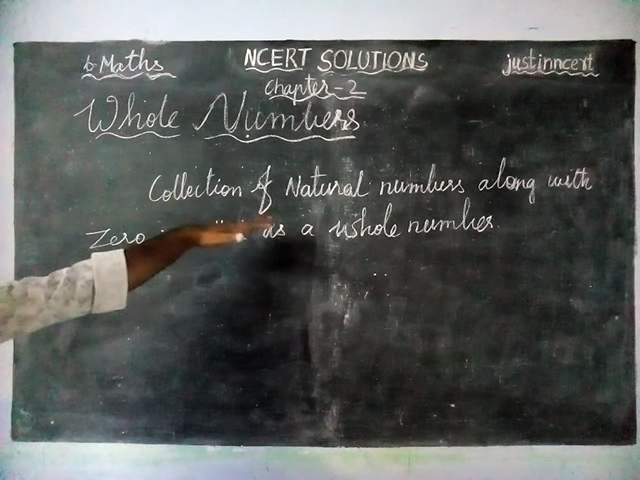 6 Maths
NCERT SOLUTIONS
justinncert
Chapter-2
Whole Numbers
Collection of Natural numbers along with
Zero as a whole number